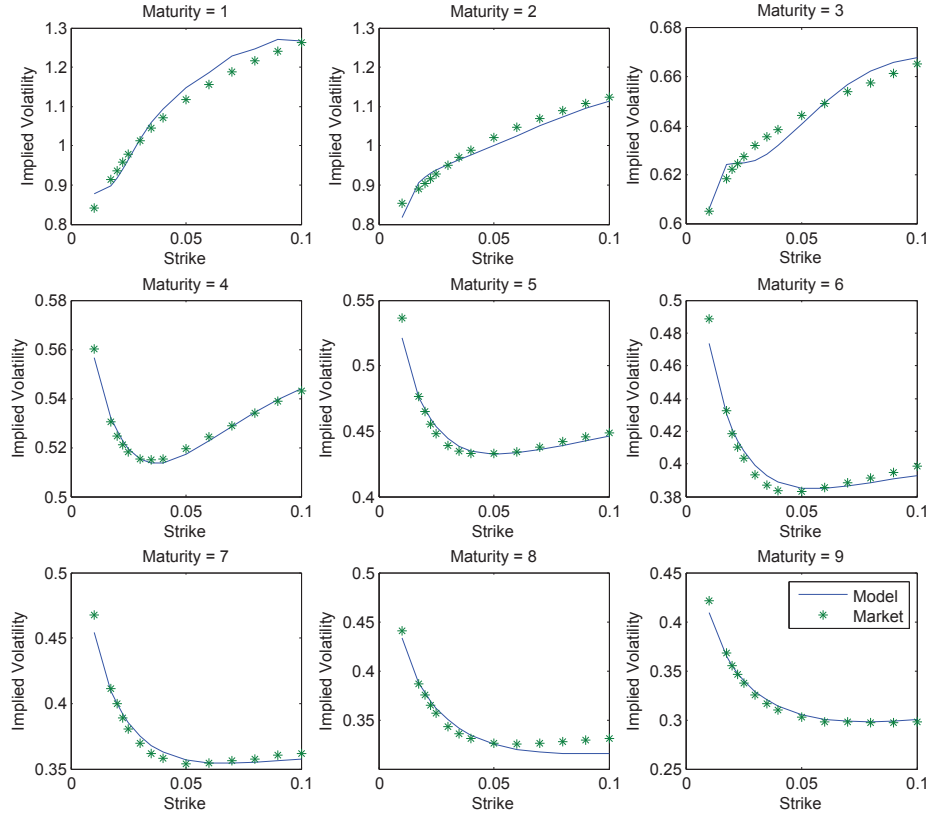 Maturity = 1
Maturity = 2
Maturity = 3
1.3
1.2
1.1
1
0.9
0.8
Implied Volatility
0
0.05
0.1
Strike
1.3
1.2
1.1
1
0.9
0.8
Implied Volatility
0
0.05
0.1
Strike
0.68
0.66
0.64
0.62
0.6
Implied Volatility
0
0.05
0.1
Strike
Maturity = 4
Maturity = 5
Maturity = 6
0.58
0.56
0.54
0.52
0.5
Implied Volatility
0
0.05
0.1
Strike
0.55
0.5
0.45
0.4
Implied Volatility
0
0.05
0.1
Strike
0.5
0.48
0.46
0.44
0.42
0.4
0.38
Implied Volatility
0
0.05
0.1
Strike
Maturity = 7
Maturity = 8
Maturity = 9
0.5
0.45
0.4
0.35
Implied Volatility
0
0.05
0.1
Strike
0.5
0.45
0.4
0.35
Implied Volatility
0
0.05
0.1
Strike
0.45
0.4
0.35
0.3
0.25
Implied Volatility
0
0.05
0.1
Strike
Model
Market